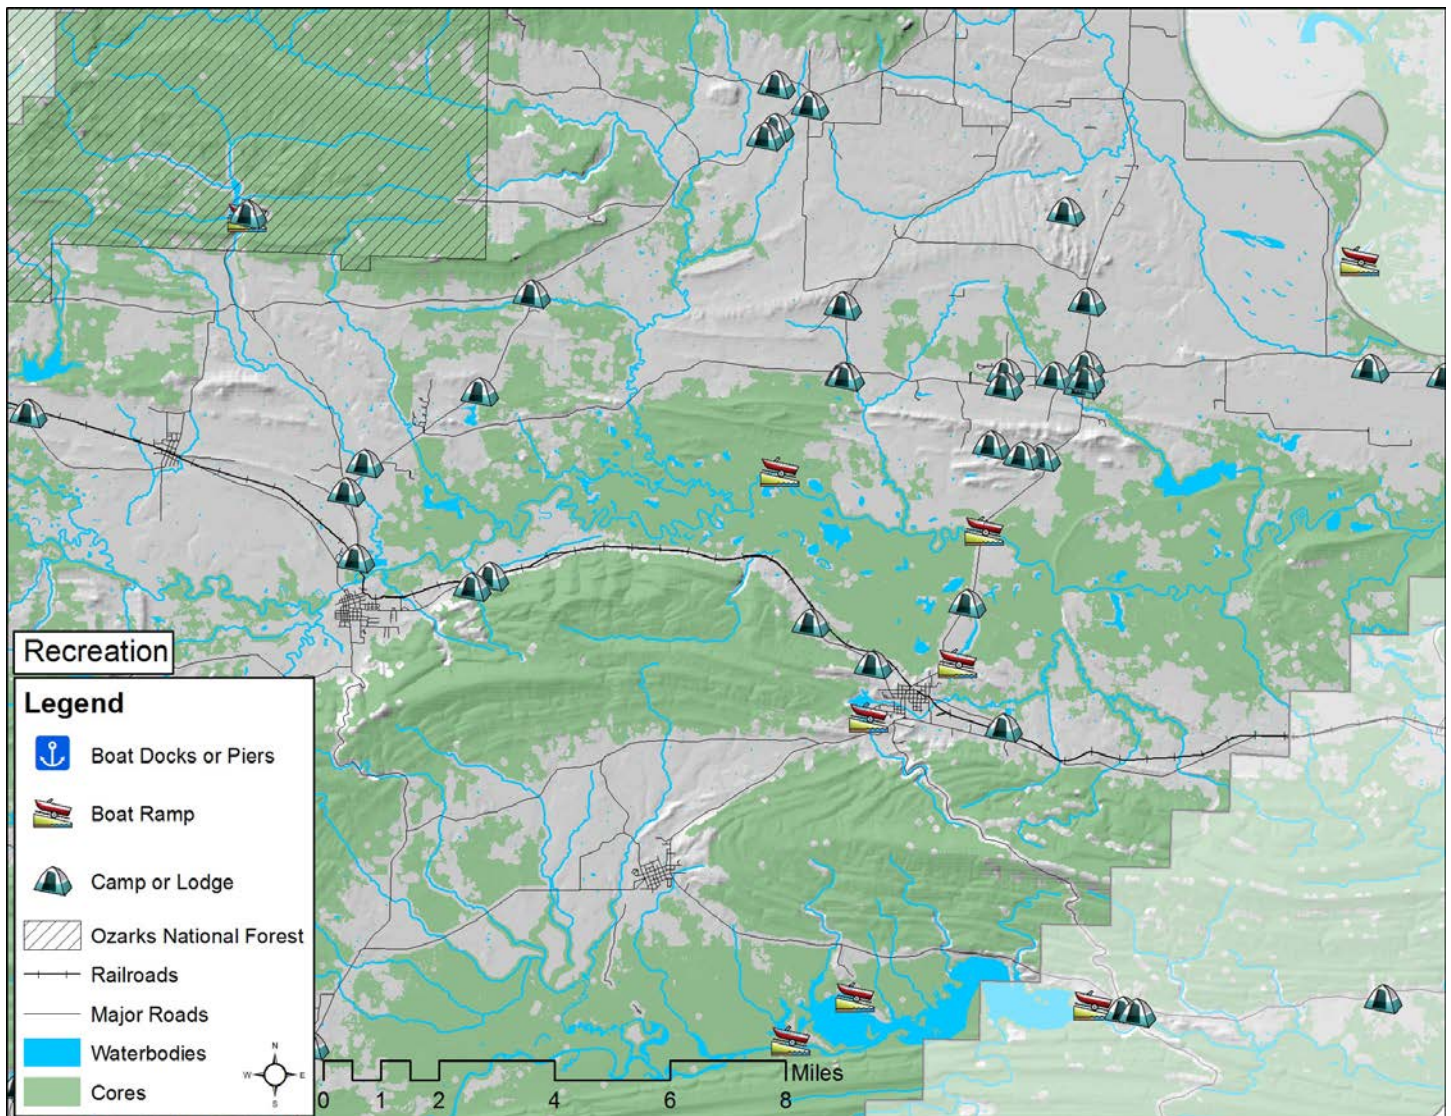 Recreation
Legend
Boat Docks or Piers
Boat Ramp
Camp or Lodge
Ozarks National Forest
Railroads
Major Roads
Waterbodies
Cores
N
W E
S
Miles
0 1 2 4 6 8